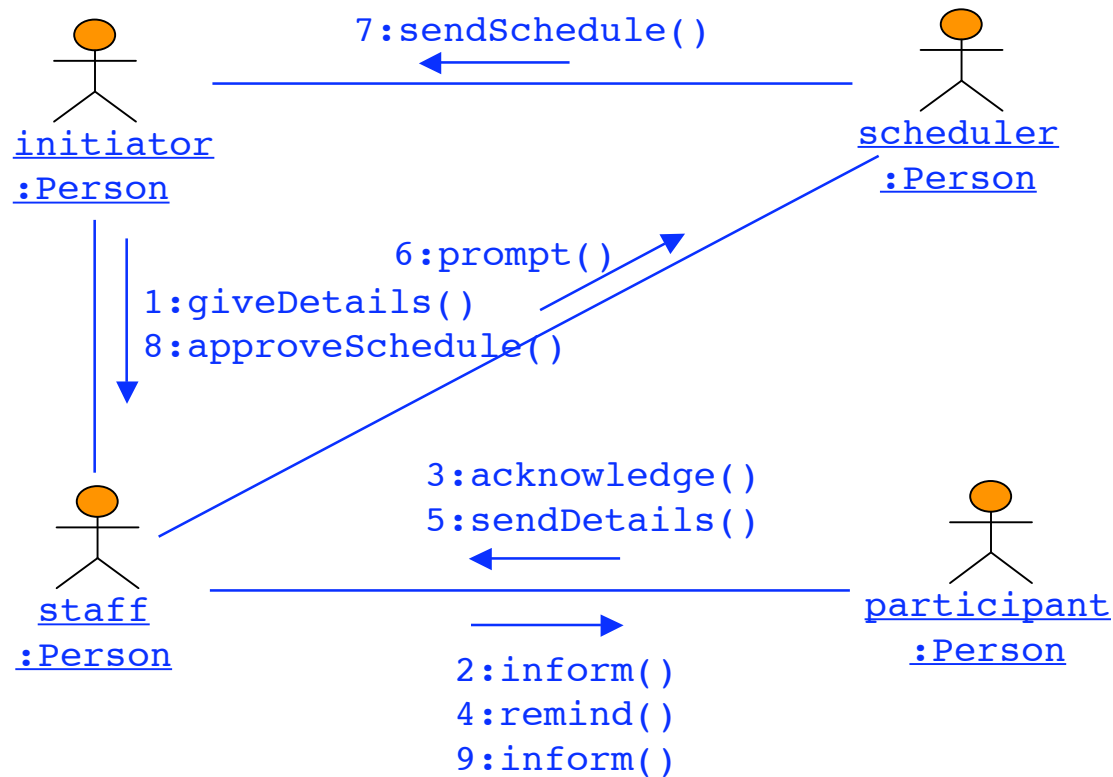 7:sendSchedule()
initiator
:Person
scheduler
:Person
6:prompt()
1:giveDetails()
8:approveSchedule()
3:acknowledge()
5:sendDetails()
staff
:Person
participant
:Person
2:inform()
4:remind()
9:inform()